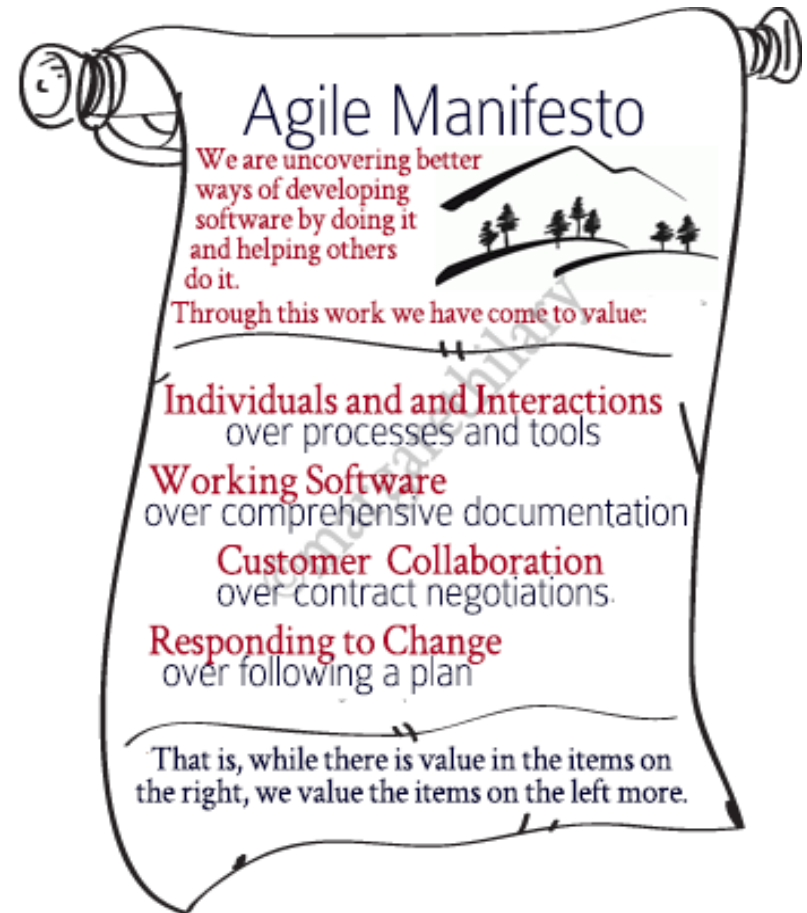 Agile Manifesto
We are uncovering better
ways of developing
software by doing it
and helping others
do it.
Through this work we have come to value:
Individuals and and Interactions
over processes and tools
Working Software
over comprehensive documentation
Customer Collaboration
over contract negotiations.
Responding to Change
over following a plan
That is, while there is value in the items on
the right, we value the items on the left more.
©margarethilary